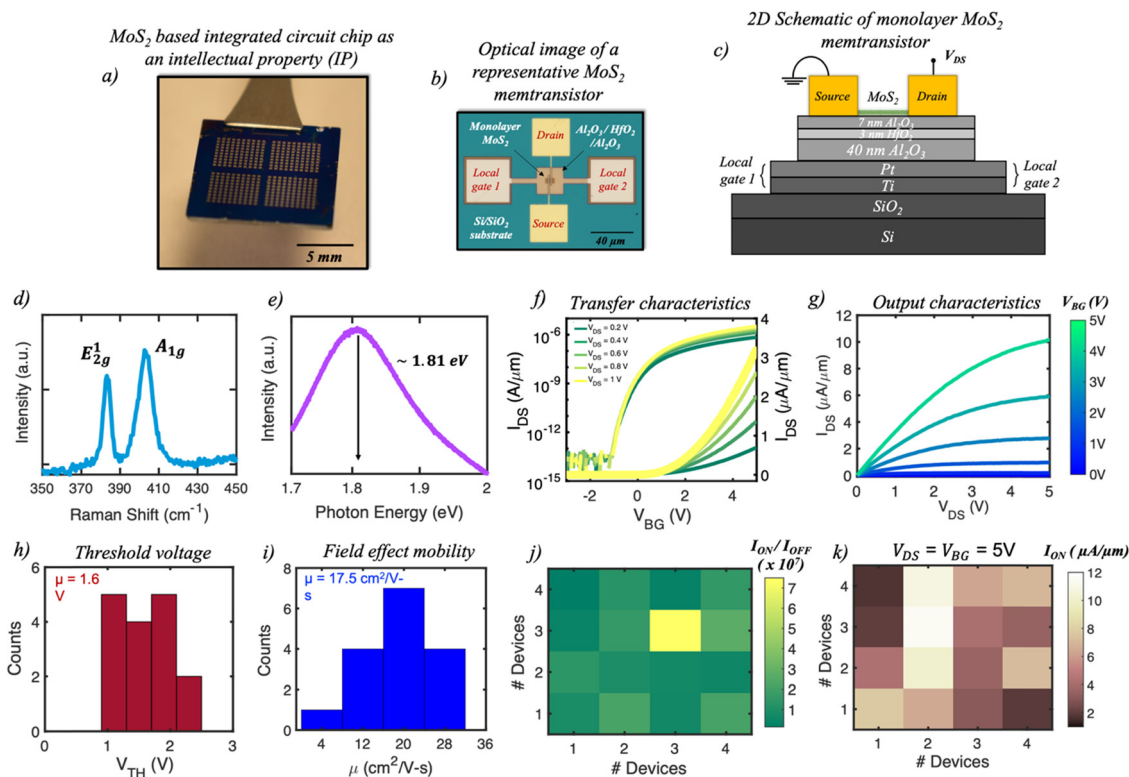 MoS2 based integrated circuit chip as
an intellectual property (IP)
a)
5 mm
Optical image of a
representative MoS2
memtransistor
b)
Monolayer
MoS2
Drain
Al2O3/ HfO2
/Al2O3
Local
gate 1
Local
gate 2
Si/SiO2
substrate
Source
40 μm
2D Schematic of monolayer MoS2
memtransistor
c)
VDS
Source
MoS2
Drain
7 nm Al2O3
3 nm HfO2
40 nm Al2O3
Local
gate 1
Pt
Ti
Local
gate 2
SiO2
Si
d)
E12g
A1g
Intensity (a.u.)
350 390 410 450
Raman Shift (cm-1)
e)
~ 1.81 eV
Intensity (a.u.)
1.7 1.8 1.9 2
Photon Energy (eV)
f) Transfer characteristics
VDS = 0.2 V
VDS = 0.4 V
VDS = 0.6 V
VDS = 0.8 V
VDS = 1 V
IDS (A/μm)
10-6
10-9
10-12
10-15
IDS (μA/μm)
4
3
2
1
0
-2 0 2 4
VBG (V)
g) Output characteristics
VBG (V)
5V
4V
3V
2V
1V
0V
IDS (μA/μm)
12
10
8
6
4
2
0
0 1 2 3 4 5
VDS (V)
h) Threshold voltage
μ = 1.6
V
Counts
6
4
2
0
0 1 2 3
VTH (V)
i) Field effect mobility
μ = 17.5 cm2/V-
s
Counts
8
6
4
2
0
4 12 20 28 36
μ (cm2/V-s)
j)
ION / IOFF
(x 107)
7
6
5
4
3
2
1
# Devices
4
3
2
1
1 2 3 4
# Devices
k) VDS = VBG = 5V
ION (μA/μm)
12
10
8
6
4
2
# Devices
4
3
2
1
1 2 3 4
# Devices